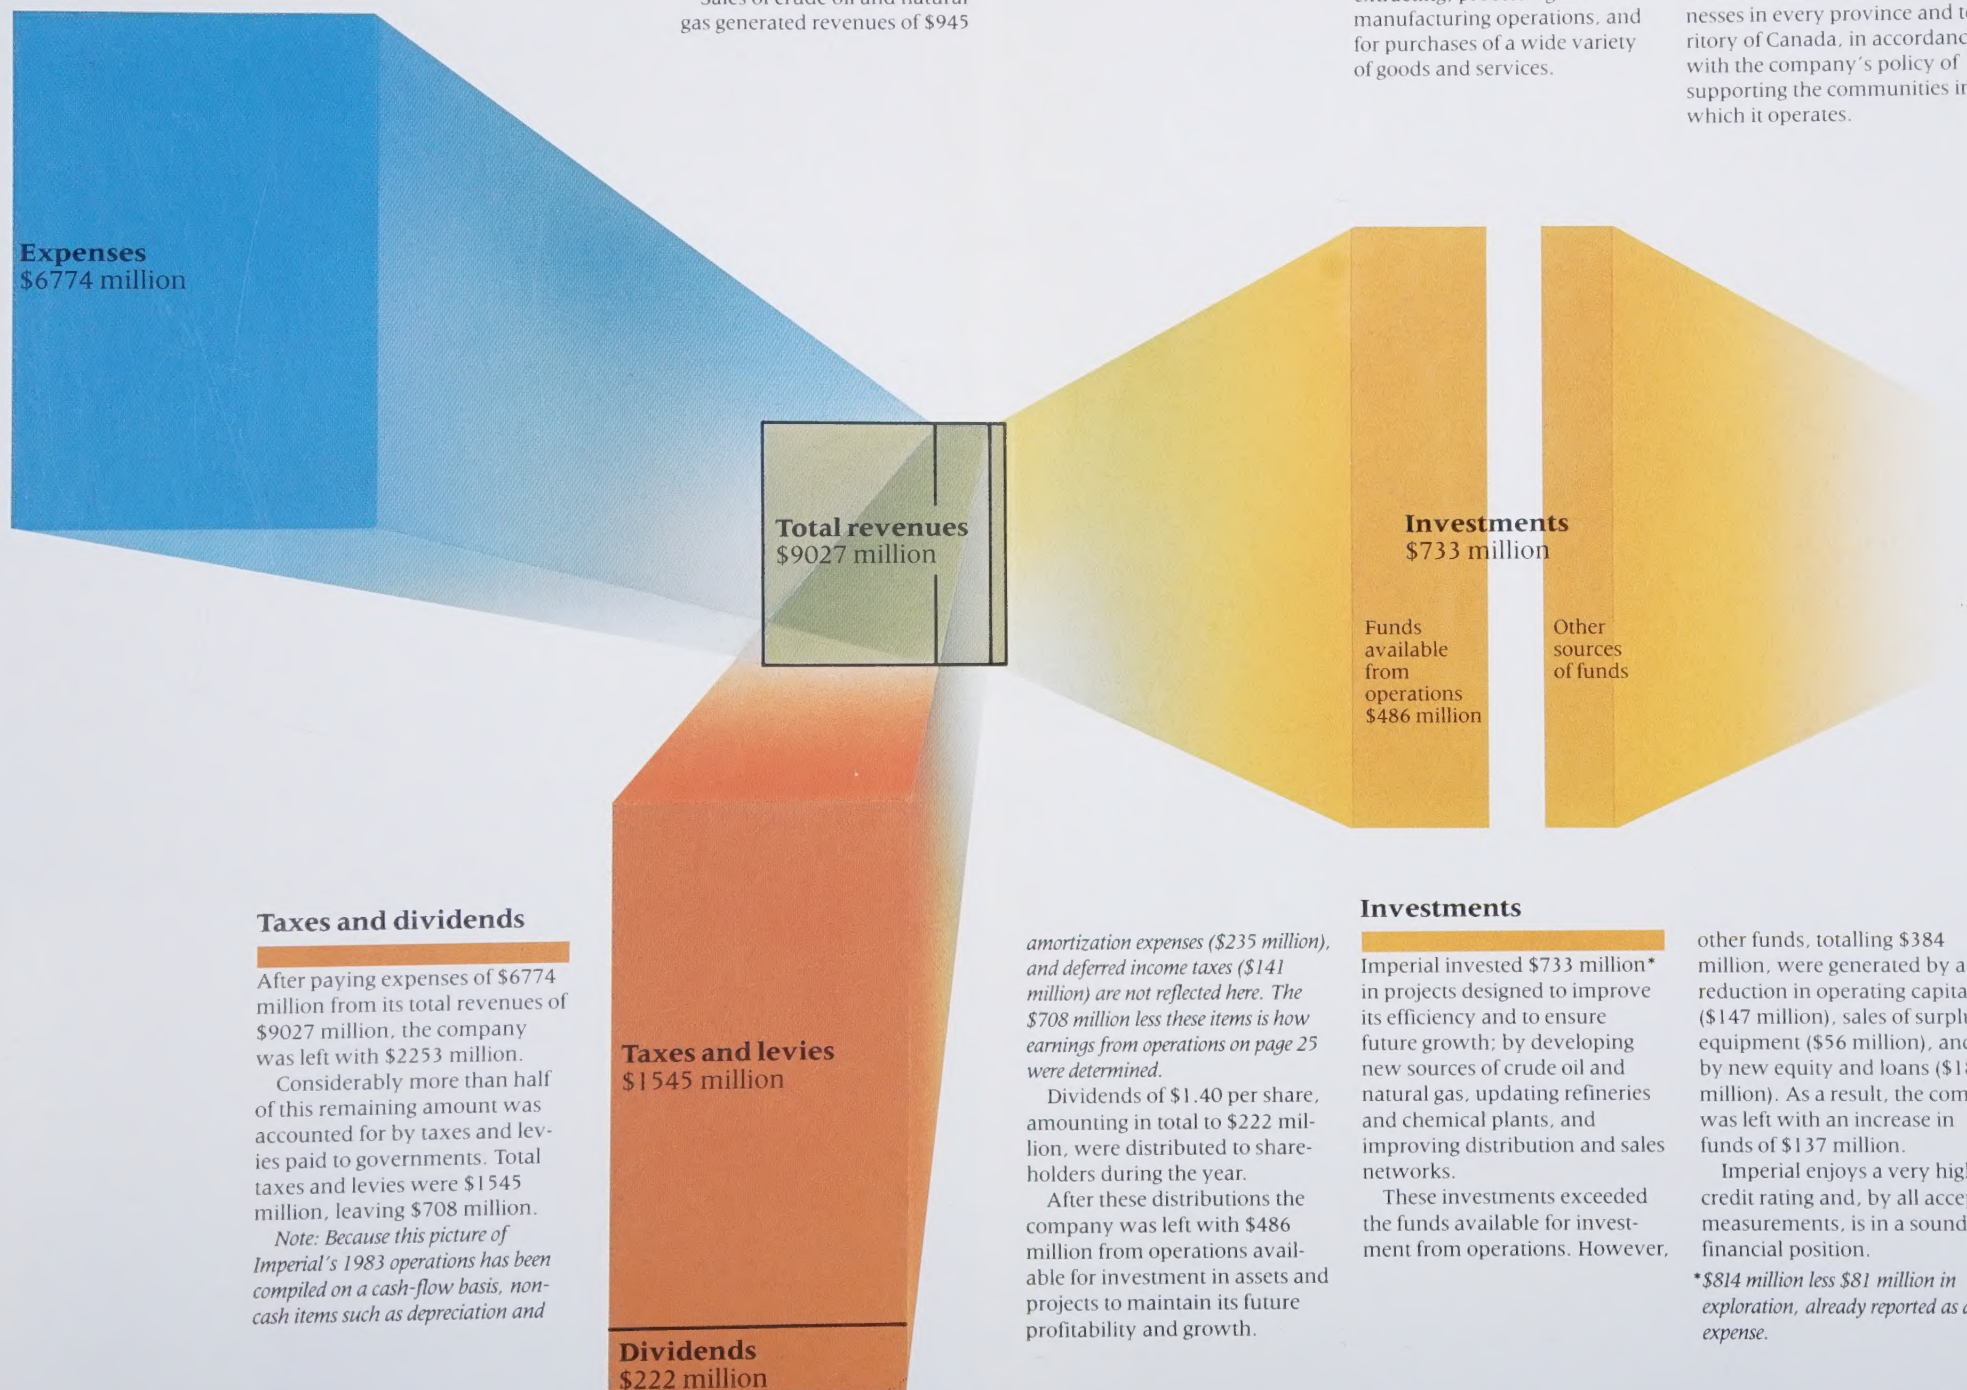 Sales of crude oil and natural
gas generated revenues of $945
manufacturing operations, and
for purchases of a wide variety
of goods and services.
nesses in every province and
ritory of Canada, in
with the company's policy of
supporting the communities
which it operates.
Expenses
$6774 million
Total revenues
$9027 million
Investments
$733 million
Funds
available
from
operations
$486 million
Other
sources
of funds
Taxes and dividends
After paying expenses of $6774
million from its total revenues of
$9027 million, the company
was left with $2253 million.
Considerably more than half
of this remaining amount was
accounted for by taxes and lev-
ies paid to governments. Total
taxes and levies were $1545
million, leaving $708 million.
Note: Because this picture of
Imperial's 1983 operations has been
compiled on a cash-flow basis, non-
cash items such as depreciation and
Taxes and levies
$1545 million
Dividends
$222 million
amortization expenses ($235 million),
and deferred income taxes ($141
million) are not reflected here. The
$708 million less these items is how
earnings from operations on page 25
were determined.
Dividends of $1.40 per share,
amounting in total to $222 mil-
lion, were distributed to share-
holders during the year.
After these distributions the
company was left with $486
million from operations avail-
able for investment in assets and
projects to maintain its future
profitability and growth.
Investments
Imperial invested $733 million*
in projects designed to improve
its efficiency and to ensure
future growth; by developing
new sources of crude oil and
natural gas, updating refineries
and chemical plants, and
improving distribution and sales
networks.
These investments exceeded
the funds available for invest-
ment from operations. However,
other funds, totalling $384
million, were generated by a
reduction in operating
($147 million), sales of
equipment ($56 million),
by new equity and loans
million). As a result, the
was left with an increase in
funds of $137 million.
Imperial enjoys a very
credit rating and, by all
measurements, is in a sound
financial position.
*$814 million less $81 million in
exploration, already reported as
expense.